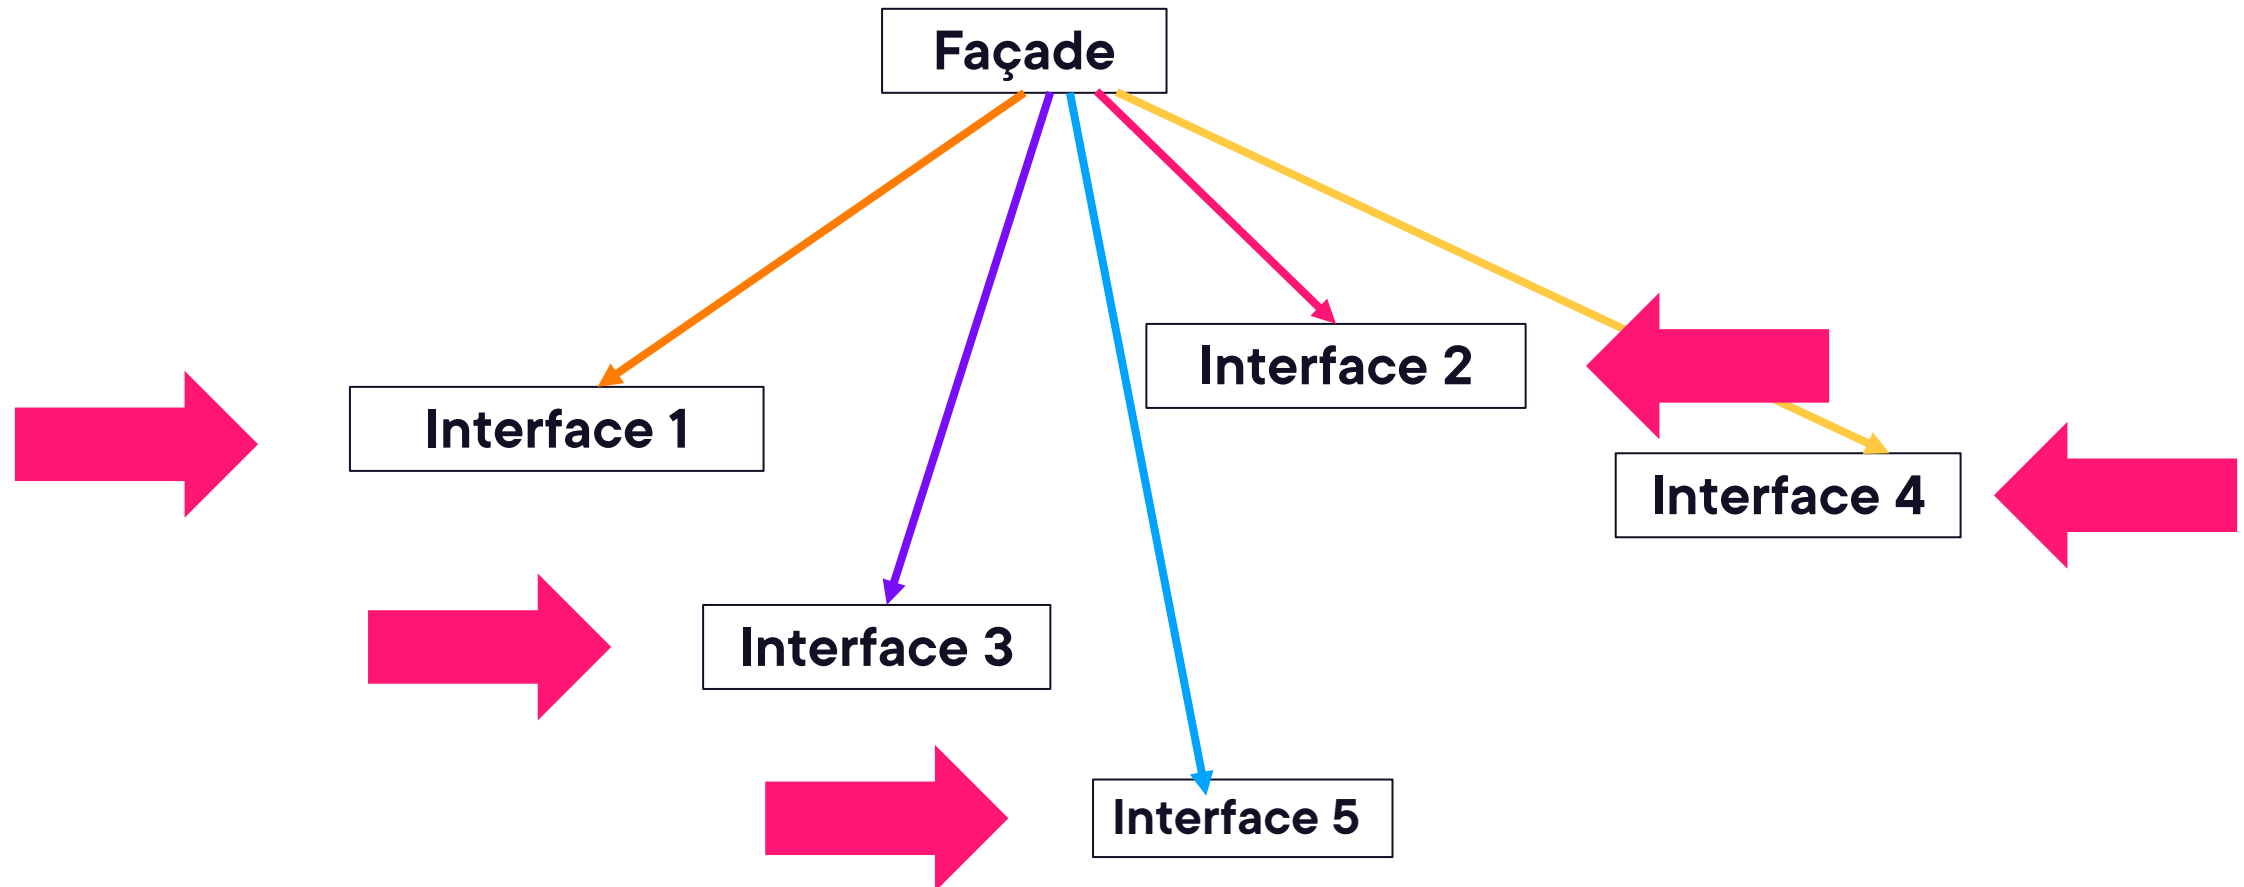 Façade
Interface 2
Interface 1
Interface 4
Interface 3
Interface 5